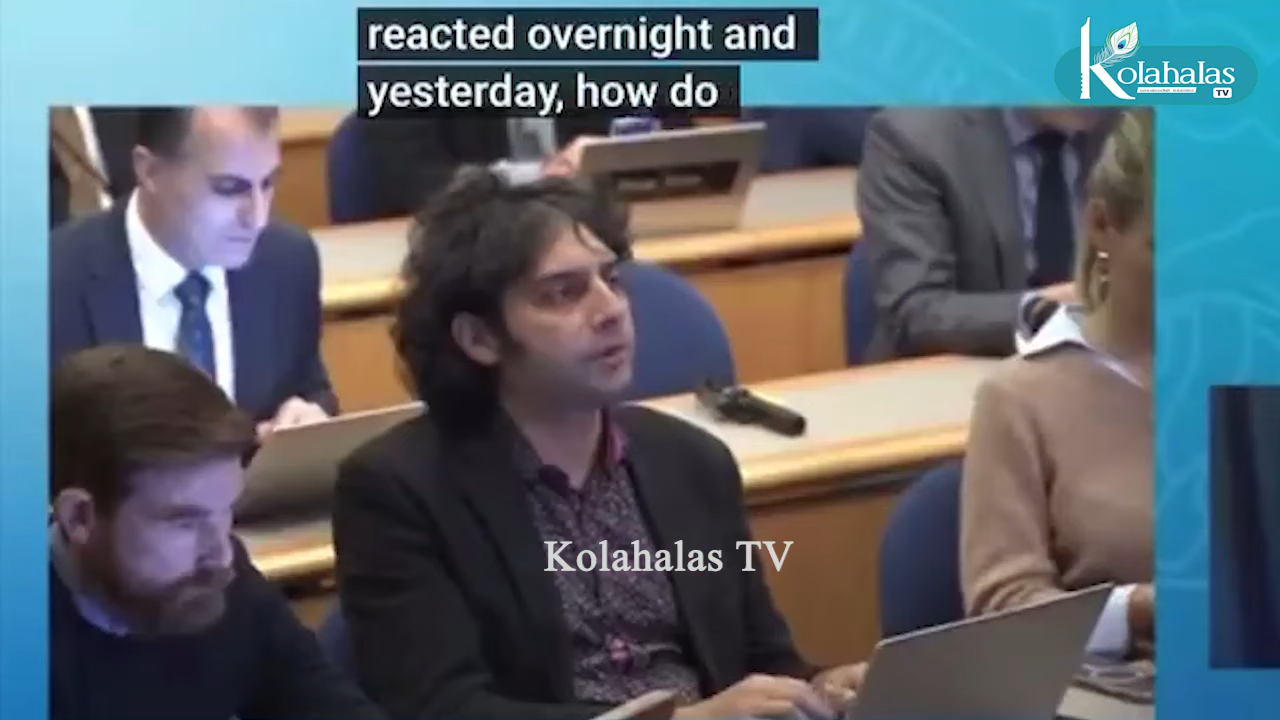 reacted overnight and
yesterday, how do
Kolahalas
TV
Kolahalas TV